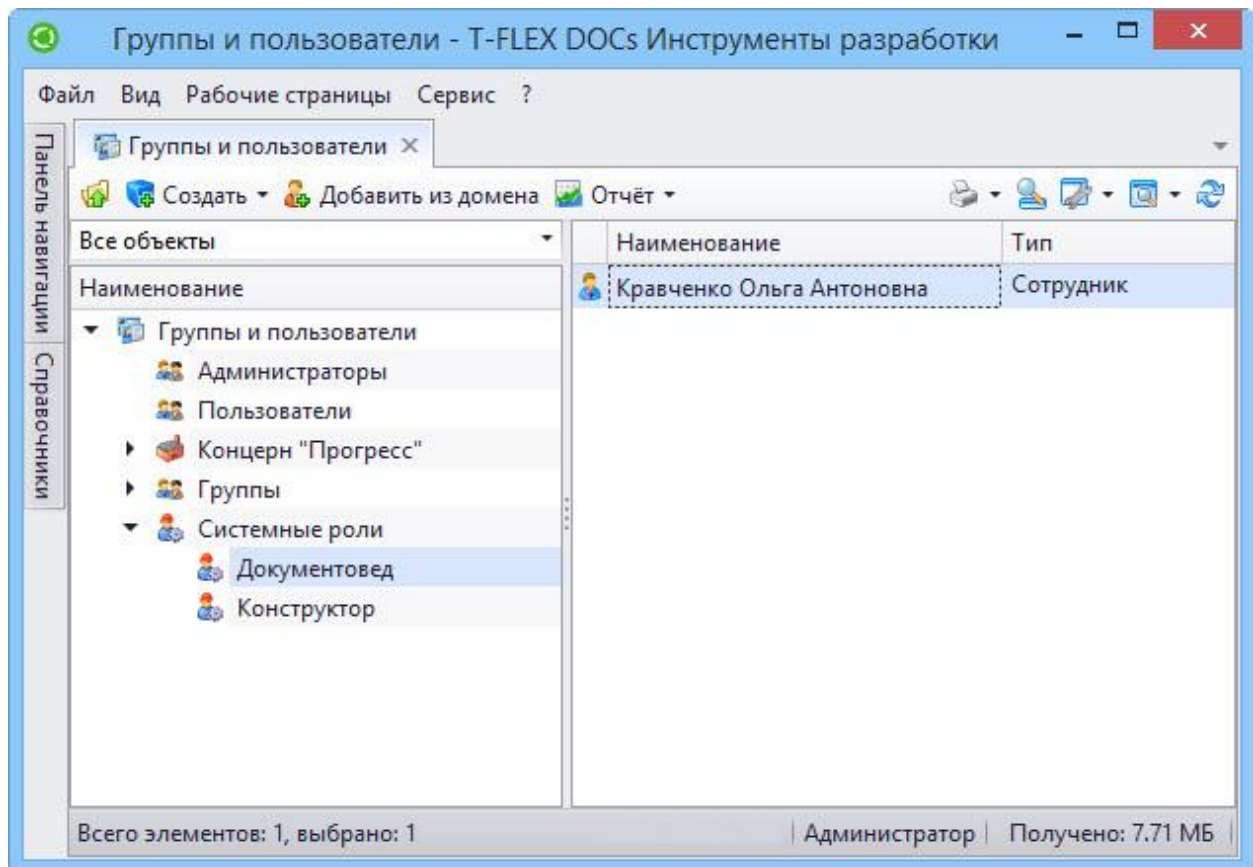 Группы и пользователи - T-FLEX DOCs Инструменты разработки
Файл Вид Рабочие страницы Сервис ?
Панель навигации
Справочники
Группы и пользователи
Создать Добавить из домена Отчёт
Все объекты
Наименование
Группы и пользователи
Администраторы
Пользователи
Концерн "Прогресс"
Группы
Системные роли
Документовед
Конструктор
Наименование Тип
Кравченко Ольга Антоновна Сотрудник
Всего элементов: 1, выбрано: 1 Администратор Получено: 7.71 МБ